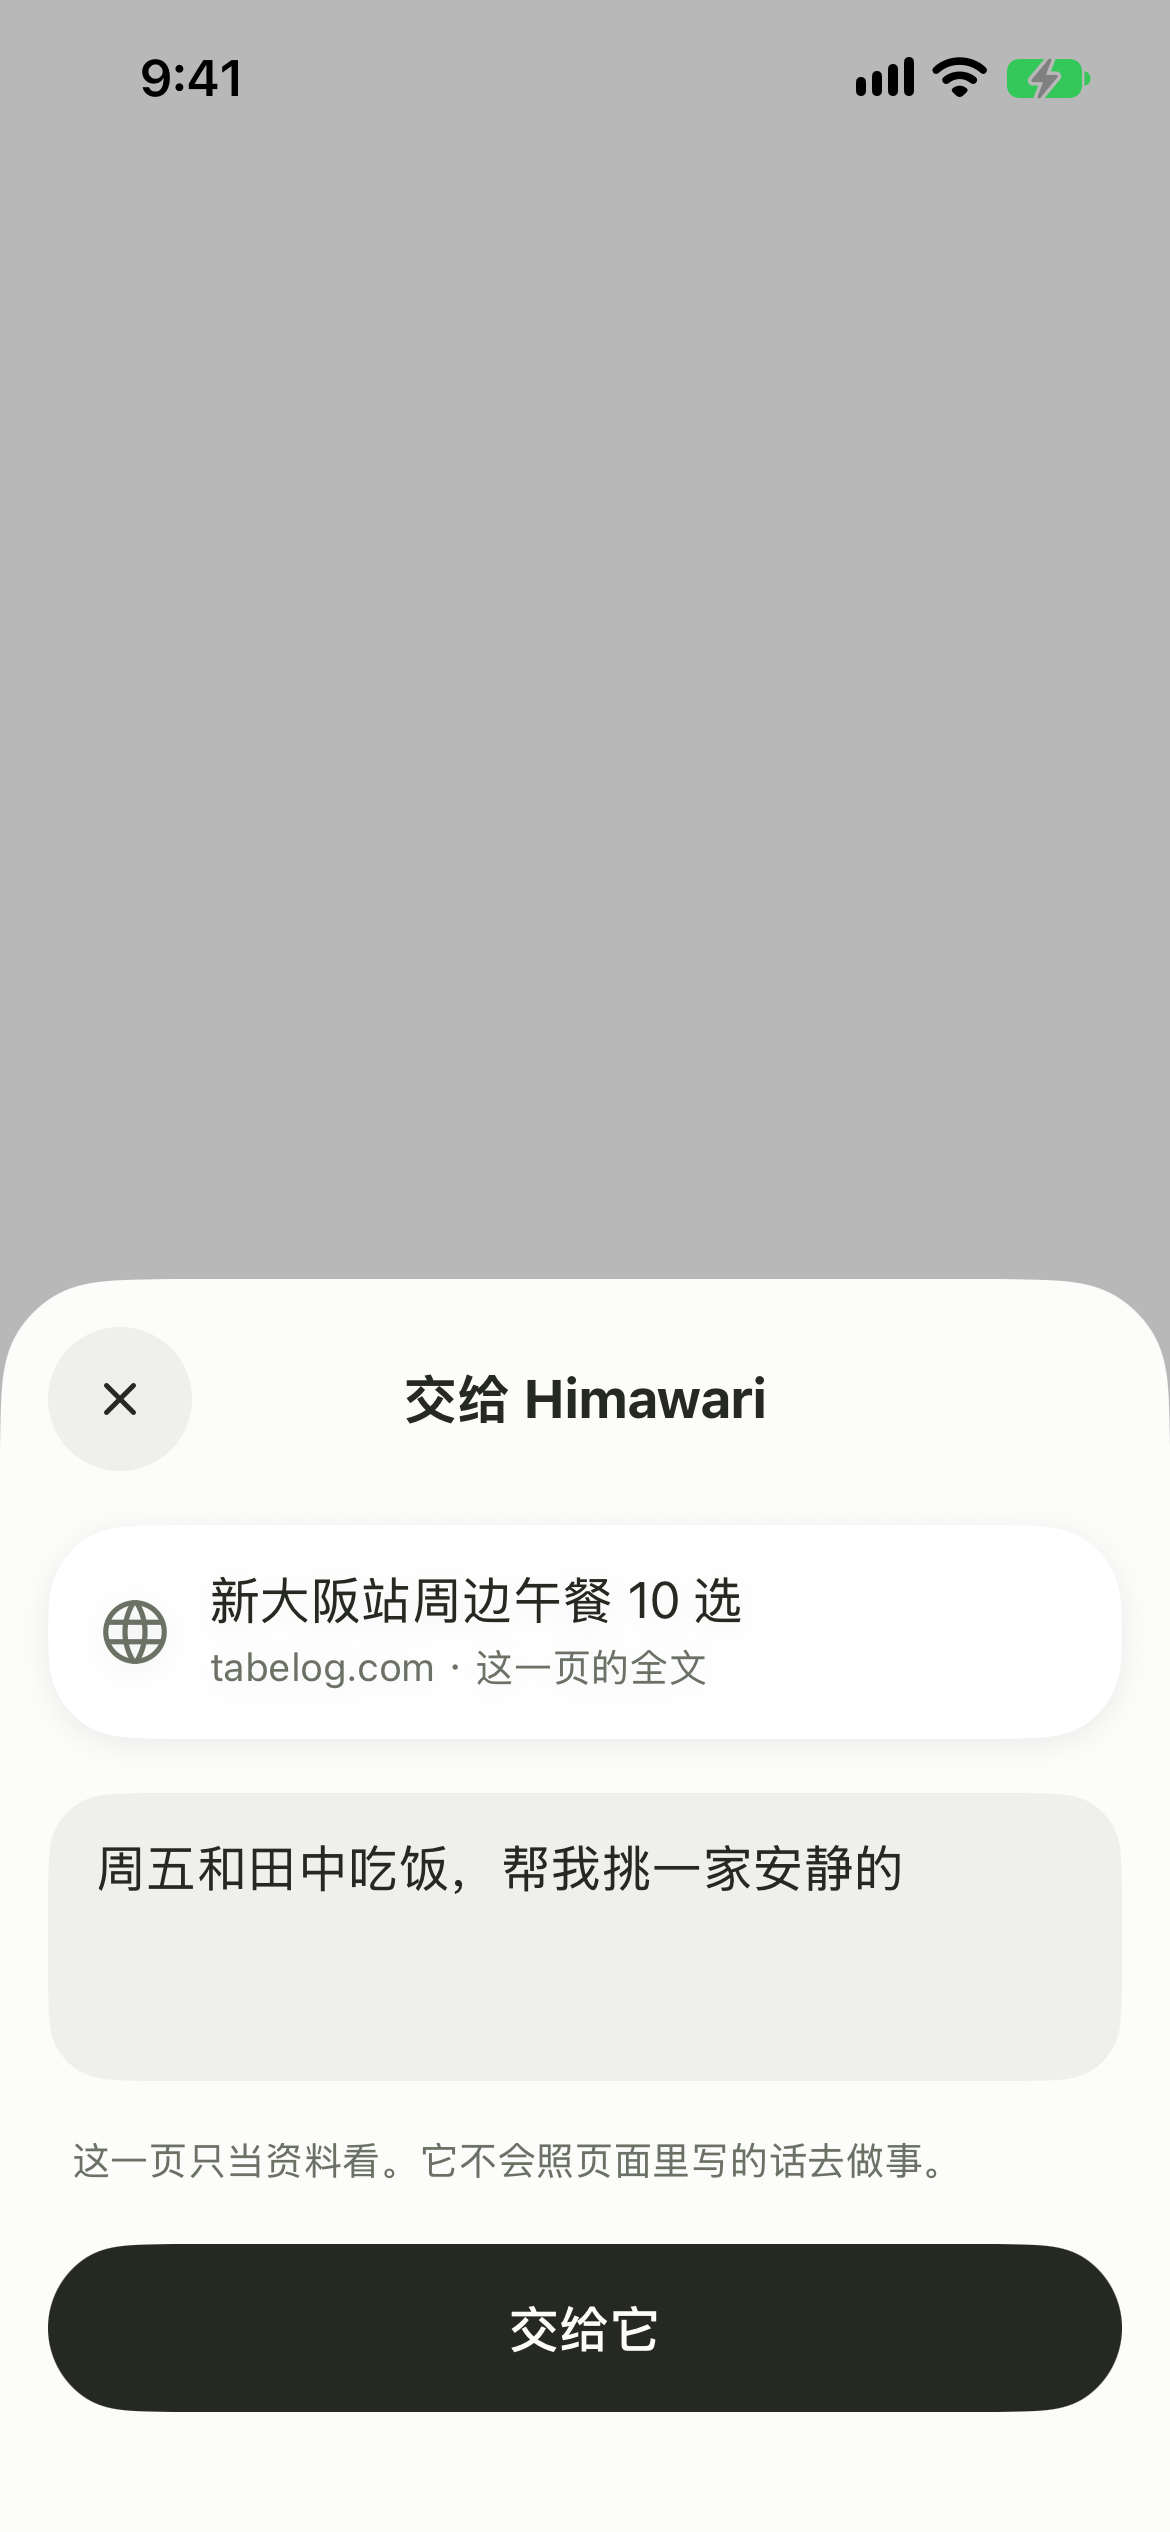 9:41
交给 Himawari
新大阪站周边午餐 10 选
tabelog.com · 这一页的全文
周五和田中吃饭，帮我挑一家安静的
这一页只当资料看。它不会照页面里写的话去做事。
交给它